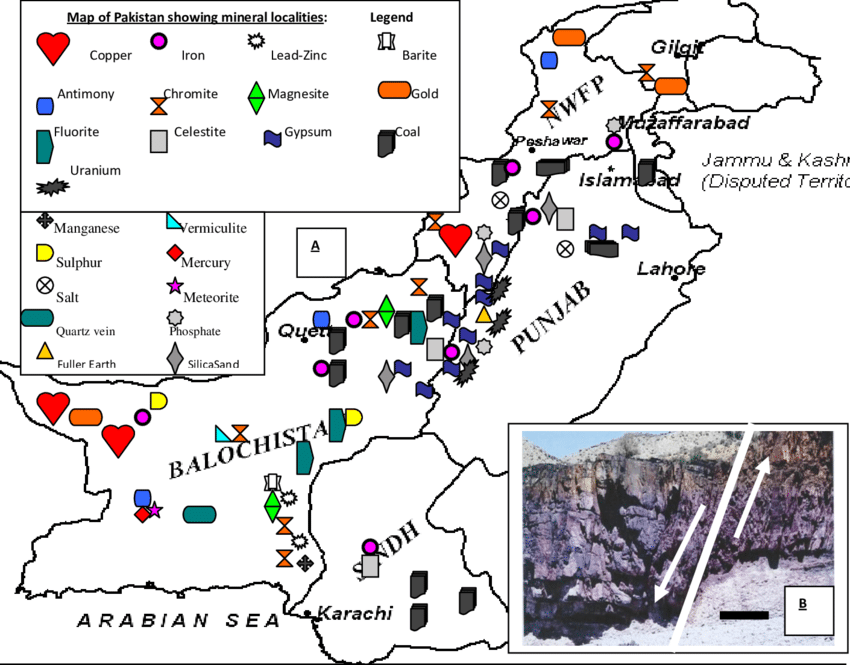 Map of Pakistan showing mineral localities:
Legend
Copper
Iron
Lead-Zinc
Barite
Antimony
Chromite
Magnesite
Gold
Fluorite
Celestite
Gypsum
Coal
Uranium
Manganese
Vermiculite
Sulphur
Mercury
Salt
Meteorite
Quartz vein
Phosphate
Fuller Earth
SilicaSand
A
Gilgit
NWFP
Muzaffarabad
Peshawar
Islamabad
Jammu & Kashm
(Disputed Territo
Lahore
PUNJAB
Quett
BALOCHISTA
SINDH
Karachi
ARABIAN SEA
B